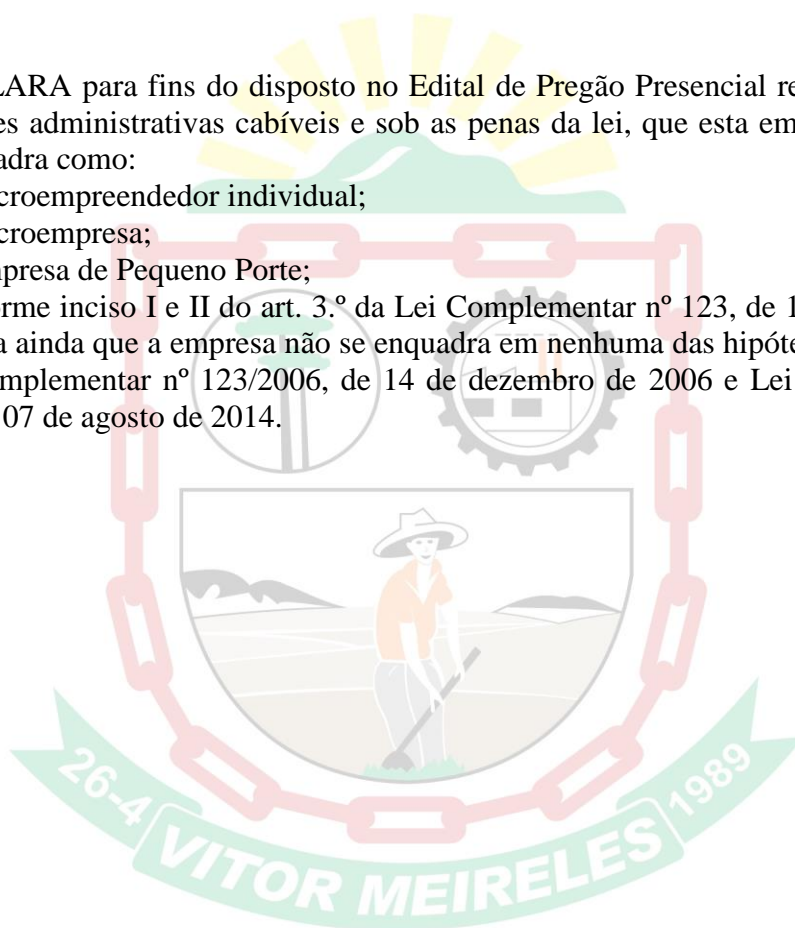 LARA para fins do disposto no Edital de Pregão Presencial re
es administrativas cabíveis e sob as penas da lei, que esta em
adra como:
croempreendedor individual;
croempresa;
presa de Pequeno Porte;
orme inciso I e II do art. 3.º da Lei Complementar nº 123, de 1
a ainda que a empresa não se enquadra em nenhuma das hipóte
mplementar nº 123/2006, de 14 de dezembro de 2006 e Lei
07 de agosto de 2014.
26-4 VITOR MEIRELES 1989